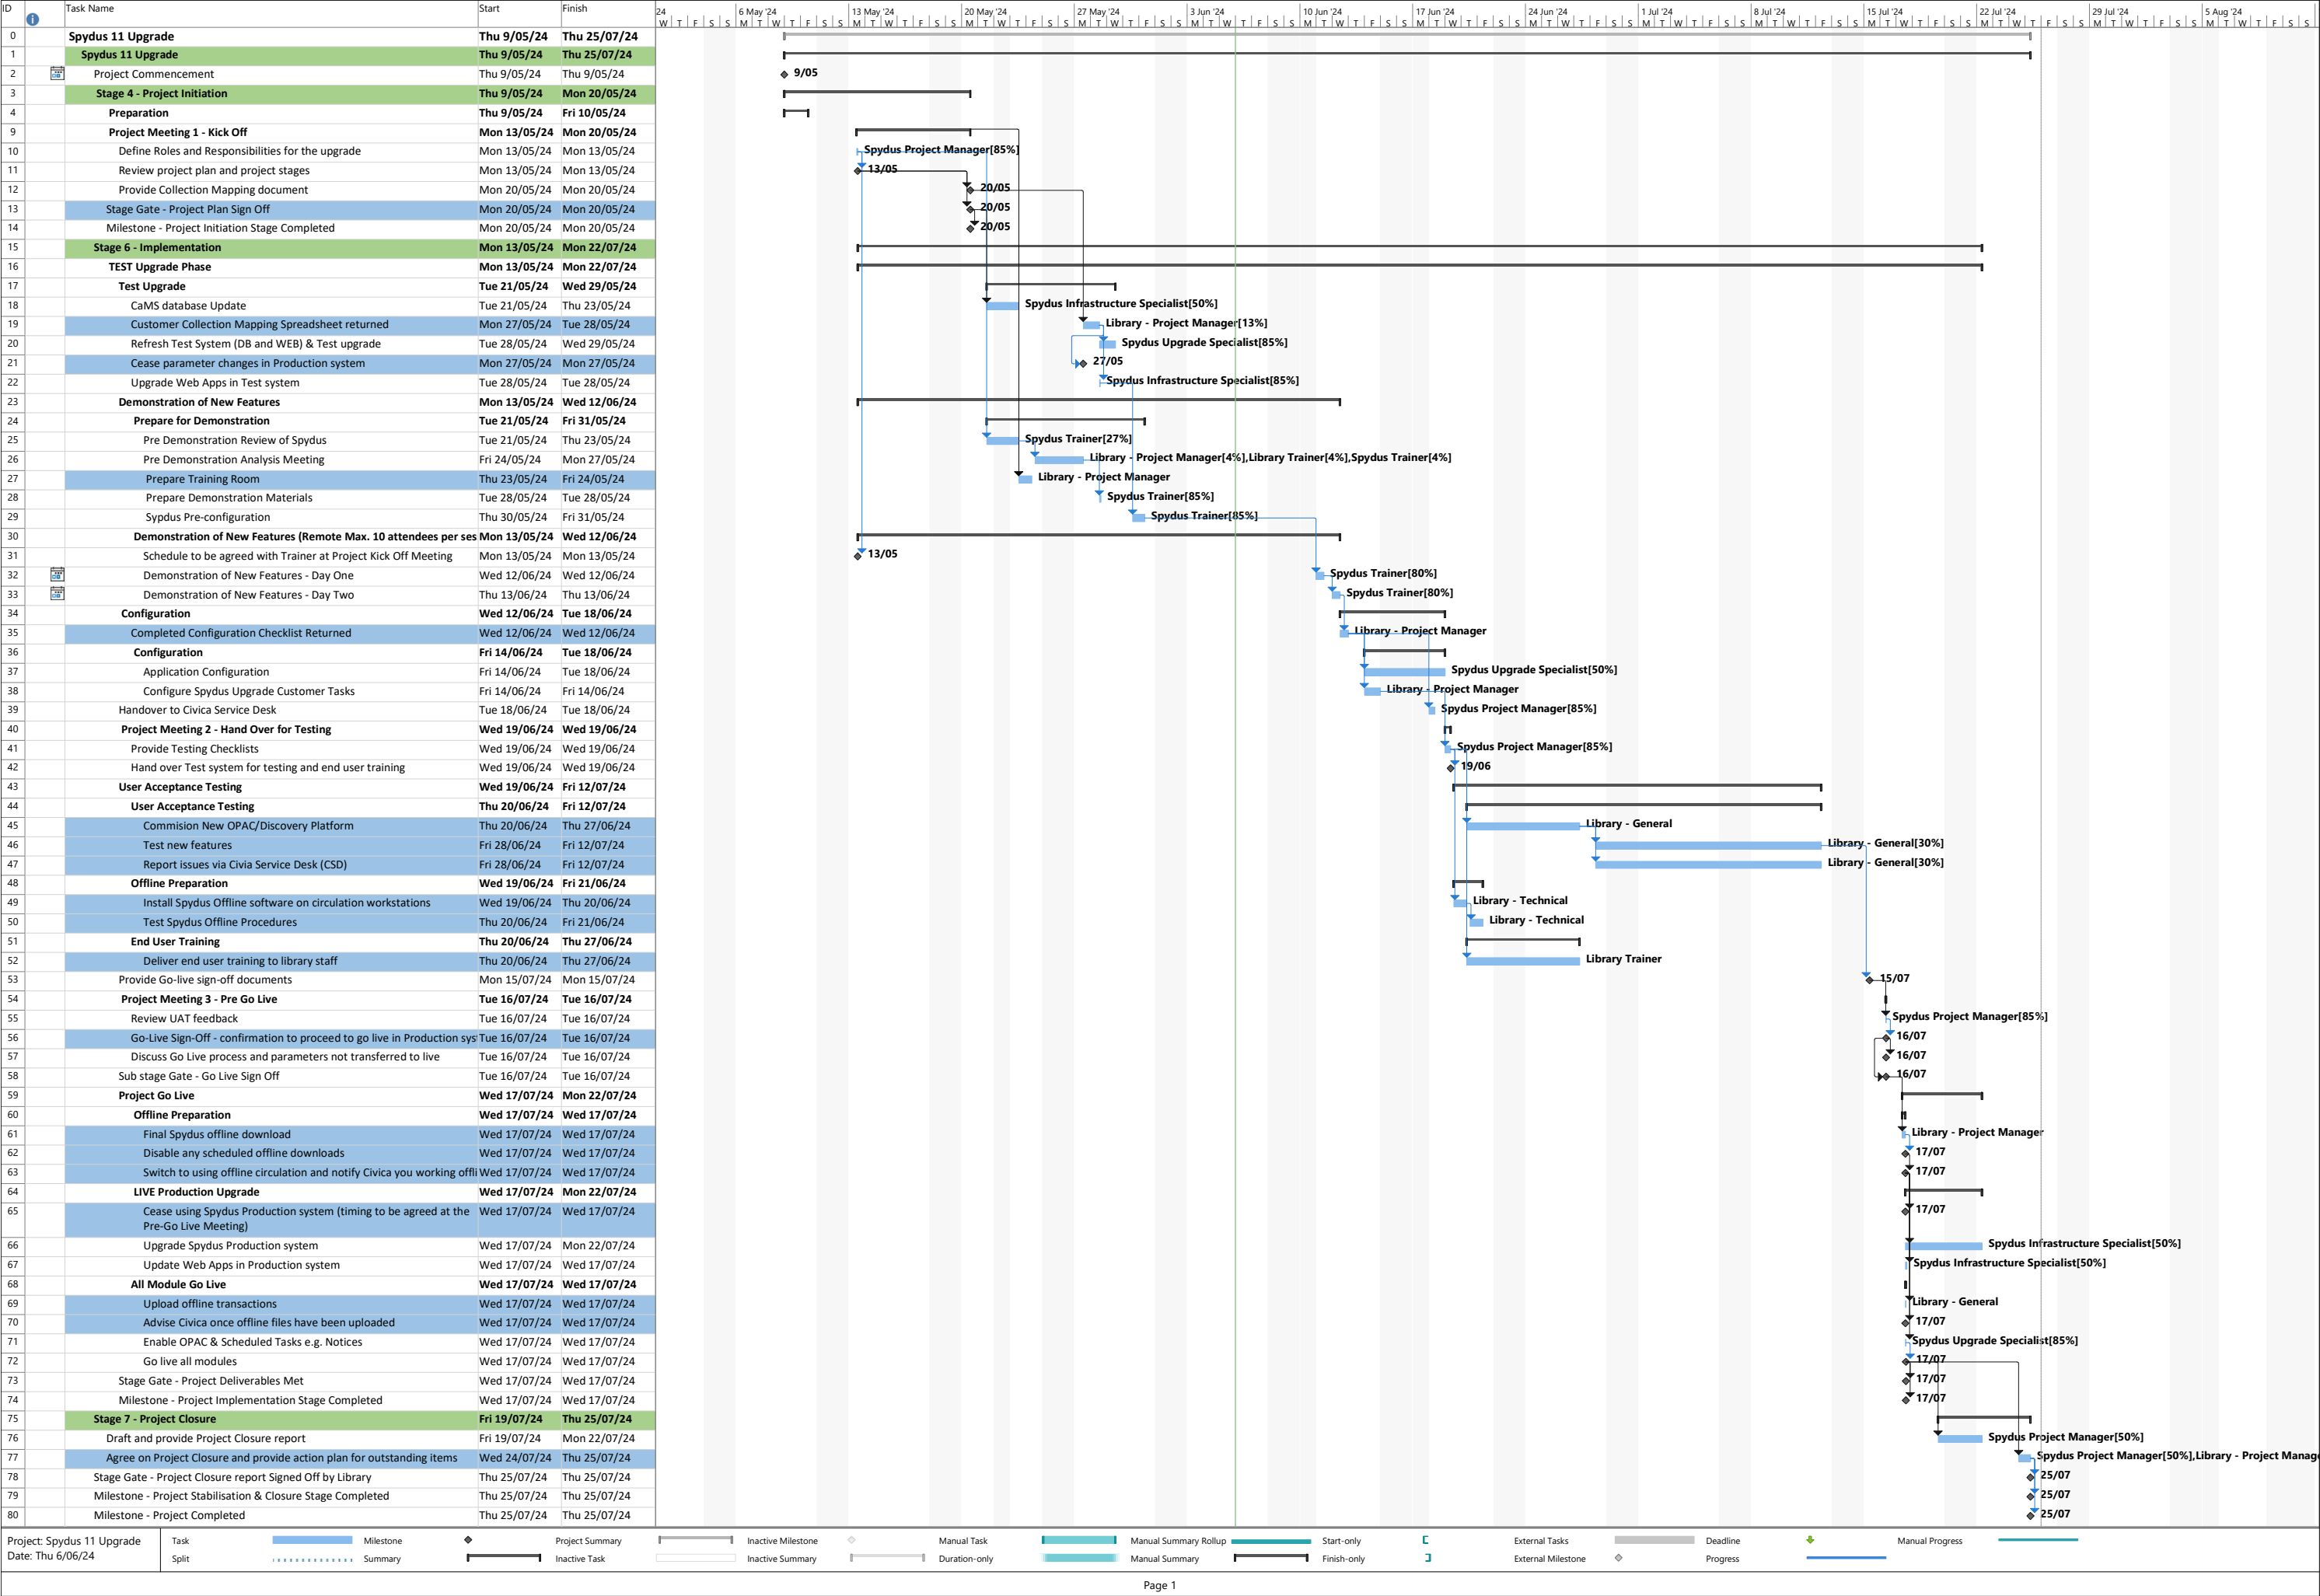 ID Task Name Start Finish
24 6 May '24 13 May '24 20 May '24 27 May '24 3 Jun '24 10 Jun '24 17 Jun '24 24 Jun '24 1 Jul '24 8 Jul '24 15 Jul '24 22 Jul '24 29 Jul '24 5 Aug '24
W T F S S M T W T F S S M T W T F S S M T W T F S S M T W T F S S M T W T F S S M T W T F S S M T W T F S S M T W T F S S M T W T F S S M T W T F S S M T W T F S S M T W T F S S M T W T F S S M T W T F S S
0 Spydus 11 Upgrade Thu 9/05/24 Thu 25/07/24
1 Spydus 11 Upgrade Thu 9/05/24 Thu 25/07/24
2 Project Commencement Thu 9/05/24 Thu 9/05/24 9/05
3 Stage 4 - Project Initiation Thu 9/05/24 Mon 20/05/24
4 Preparation Thu 9/05/24 Fri 10/05/24
9 Project Meeting 1 - Kick Off Mon 13/05/24 Mon 20/05/24
10 Define Roles and Responsibilities for the upgrade Mon 13/05/24 Mon 13/05/24 Spydus Project Manager[85%]
11 Review project plan and project stages Mon 13/05/24 Mon 13/05/24 13/05
12 Provide Collection Mapping document Mon 20/05/24 Mon 20/05/24 20/05
13 Stage Gate - Project Plan Sign Off Mon 20/05/24 Mon 20/05/24 20/05
14 Milestone - Project Initiation Stage Completed Mon 20/05/24 Mon 20/05/24 20/05
15 Stage 6 - Implementation Mon 13/05/24 Mon 22/07/24
16 TEST Upgrade Phase Mon 13/05/24 Mon 22/07/24
17 Test Upgrade Tue 21/05/24 Wed 29/05/24
18 CaMS database Update Tue 21/05/24 Thu 23/05/24 Spydus Infrastructure Specialist[50%]
19 Customer Collection Mapping Spreadsheet returned Mon 27/05/24 Tue 28/05/24 Library - Project Manager[13%]
20 Refresh Test System (DB and WEB) & Test upgrade Tue 28/05/24 Wed 29/05/24 Spydus Upgrade Specialist[85%]
21 Cease parameter changes in Production system Mon 27/05/24 Mon 27/05/24 27/05
22 Upgrade Web Apps in Test system Tue 28/05/24 Tue 28/05/24 Spydus Infrastructure Specialist[85%]
23 Demonstration of New Features Mon 13/05/24 Wed 12/06/24
24 Prepare for Demonstration Tue 21/05/24 Fri 31/05/24
25 Pre Demonstration Review of Spydus Tue 21/05/24 Thu 23/05/24 Spydus Trainer[27%]
26 Pre Demonstration Analysis Meeting Fri 24/05/24 Mon 27/05/24 Library - Project Manager[4%],Library Trainer[4%],Spydus Trainer[4%]
27 Prepare Training Room Thu 23/05/24 Fri 24/05/24 Library - Project Manager
28 Prepare Demonstration Materials Tue 28/05/24 Tue 28/05/24 Spydus Trainer[85%]
29 Sypdus Pre-configuration Thu 30/05/24 Fri 31/05/24 Spydus Trainer[85%]
30 Demonstration of New Features (Remote Max. 10 attendees per ses Mon 13/05/24 Wed 12/06/24
31 Schedule to be agreed with Trainer at Project Kick Off Meeting Mon 13/05/24 Mon 13/05/24 13/05
32 Demonstration of New Features - Day One Wed 12/06/24 Wed 12/06/24 Spydus Trainer[80%]
33 Demonstration of New Features - Day Two Thu 13/06/24 Thu 13/06/24 Spydus Trainer[80%]
34 Configuration Wed 12/06/24 Tue 18/06/24
35 Completed Configuration Checklist Returned Wed 12/06/24 Wed 12/06/24 Library - Project Manager
36 Configuration Fri 14/06/24 Tue 18/06/24
37 Application Configuration Fri 14/06/24 Tue 18/06/24 Spydus Upgrade Specialist[50%]
38 Configure Spydus Upgrade Customer Tasks Fri 14/06/24 Fri 14/06/24 Library - Project Manager
39 Handover to Civica Service Desk Tue 18/06/24 Tue 18/06/24 Spydus Project Manager[85%]
40 Project Meeting 2 - Hand Over for Testing Wed 19/06/24 Wed 19/06/24
41 Provide Testing Checklists Wed 19/06/24 Wed 19/06/24 Spydus Project Manager[85%]
42 Hand over Test system for testing and end user training Wed 19/06/24 Wed 19/06/24 19/06
43 User Acceptance Testing Wed 19/06/24 Fri 12/07/24
44 User Acceptance Testing Thu 20/06/24 Fri 12/07/24
45 Commision New OPAC/Discovery Platform Thu 20/06/24 Thu 27/06/24 Library - General
46 Test new features Fri 28/06/24 Fri 12/07/24 Library - General[30%]
47 Report issues via Civia Service Desk (CSD) Fri 28/06/24 Fri 12/07/24 Library - General[30%]
48 Offline Preparation Wed 19/06/24 Fri 21/06/24
49 Install Spydus Offline software on circulation workstations Wed 19/06/24 Thu 20/06/24 Library - Technical
50 Test Spydus Offline Procedures Thu 20/06/24 Fri 21/06/24 Library - Technical
51 End User Training Thu 20/06/24 Thu 27/06/24
52 Deliver end user training to library staff Thu 20/06/24 Thu 27/06/24 Library Trainer
53 Provide Go-live sign-off documents Mon 15/07/24 Mon 15/07/24 15/07
54 Project Meeting 3 - Pre Go Live Tue 16/07/24 Tue 16/07/24
55 Review UAT feedback Tue 16/07/24 Tue 16/07/24 Spydus Project Manager[85%]
56 Go-Live Sign-Off - confirmation to proceed to go live in Production sys Tue 16/07/24 Tue 16/07/24 16/07
57 Discuss Go Live process and parameters not transferred to live Tue 16/07/24 Tue 16/07/24 16/07
58 Sub stage Gate - Go Live Sign Off Tue 16/07/24 Tue 16/07/24 16/07
59 Project Go Live Wed 17/07/24 Mon 22/07/24
60 Offline Preparation Wed 17/07/24 Wed 17/07/24
61 Final Spydus offline download Wed 17/07/24 Wed 17/07/24 Library - Project Manager
62 Disable any scheduled offline downloads Wed 17/07/24 Wed 17/07/24 17/07
63 Switch to using offline circulation and notify Civica you working offli Wed 17/07/24 Wed 17/07/24 17/07
64 LIVE Production Upgrade Wed 17/07/24 Mon 22/07/24
65 Cease using Spydus Production system (timing to be agreed at the Wed 17/07/24 Wed 17/07/24 17/07
Pre-Go Live Meeting)
66 Upgrade Spydus Production system Wed 17/07/24 Mon 22/07/24 Spydus Infrastructure Specialist[50%]
67 Update Web Apps in Production system Wed 17/07/24 Wed 17/07/24 Spydus Infrastructure Specialist[50%]
68 All Module Go Live Wed 17/07/24 Wed 17/07/24
69 Upload offline transactions Wed 17/07/24 Wed 17/07/24 Library - General
70 Advise Civica once offline files have been uploaded Wed 17/07/24 Wed 17/07/24 17/07
71 Enable OPAC & Scheduled Tasks e.g. Notices Wed 17/07/24 Wed 17/07/24 Spydus Upgrade Specialist[85%]
72 Go live all modules Wed 17/07/24 Wed 17/07/24 17/07
73 Stage Gate - Project Deliverables Met Wed 17/07/24 Wed 17/07/24 17/07
74 Milestone - Project Implementation Stage Completed Wed 17/07/24 Wed 17/07/24 17/07
75 Stage 7 - Project Closure Fri 19/07/24 Thu 25/07/24
76 Draft and provide Project Closure report Fri 19/07/24 Mon 22/07/24 Spydus Project Manager[50%]
77 Agree on Project Closure and provide action plan for outstanding items Wed 24/07/24 Thu 25/07/24 Spydus Project Manager[50%],Library - Project Manag
78 Stage Gate - Project Closure report Signed Off by Library Thu 25/07/24 Thu 25/07/24 25/07
79 Milestone - Project Stabilisation & Closure Stage Completed Thu 25/07/24 Thu 25/07/24 25/07
80 Milestone - Project Completed Thu 25/07/24 Thu 25/07/24 25/07
Project: Spydus 11 Upgrade
Date: Thu 6/06/24
Task Milestone Project Summary Inactive Milestone Manual Task Manual Summary Rollup Start-only External Tasks Deadline Manual Progress
Split Summary Inactive Task Inactive Summary Duration-only Manual Summary Finish-only External Milestone Progress
Page 1